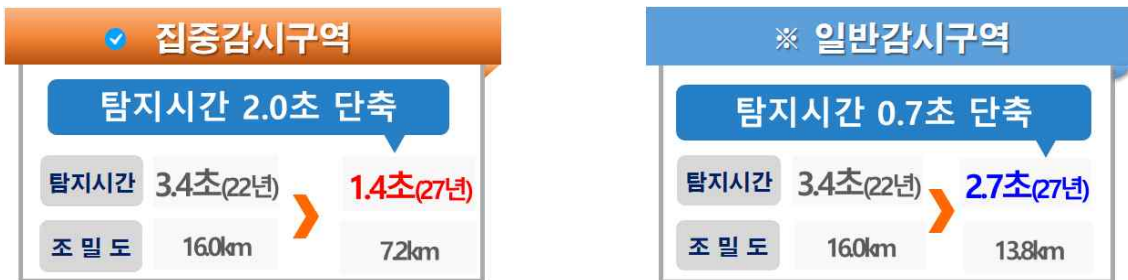 집중감시구역
탐지시간 2.0초 단축
탐지시간 3.4초(22년) 1.4초(27년)
조 밀 도 16.0km 7.2km
※ 일반감시구역
탐지시간 0.7초 단축
탐지시간 3.4초(22년) 2.7초(27년)
조 밀 도 16.0km 13.8km